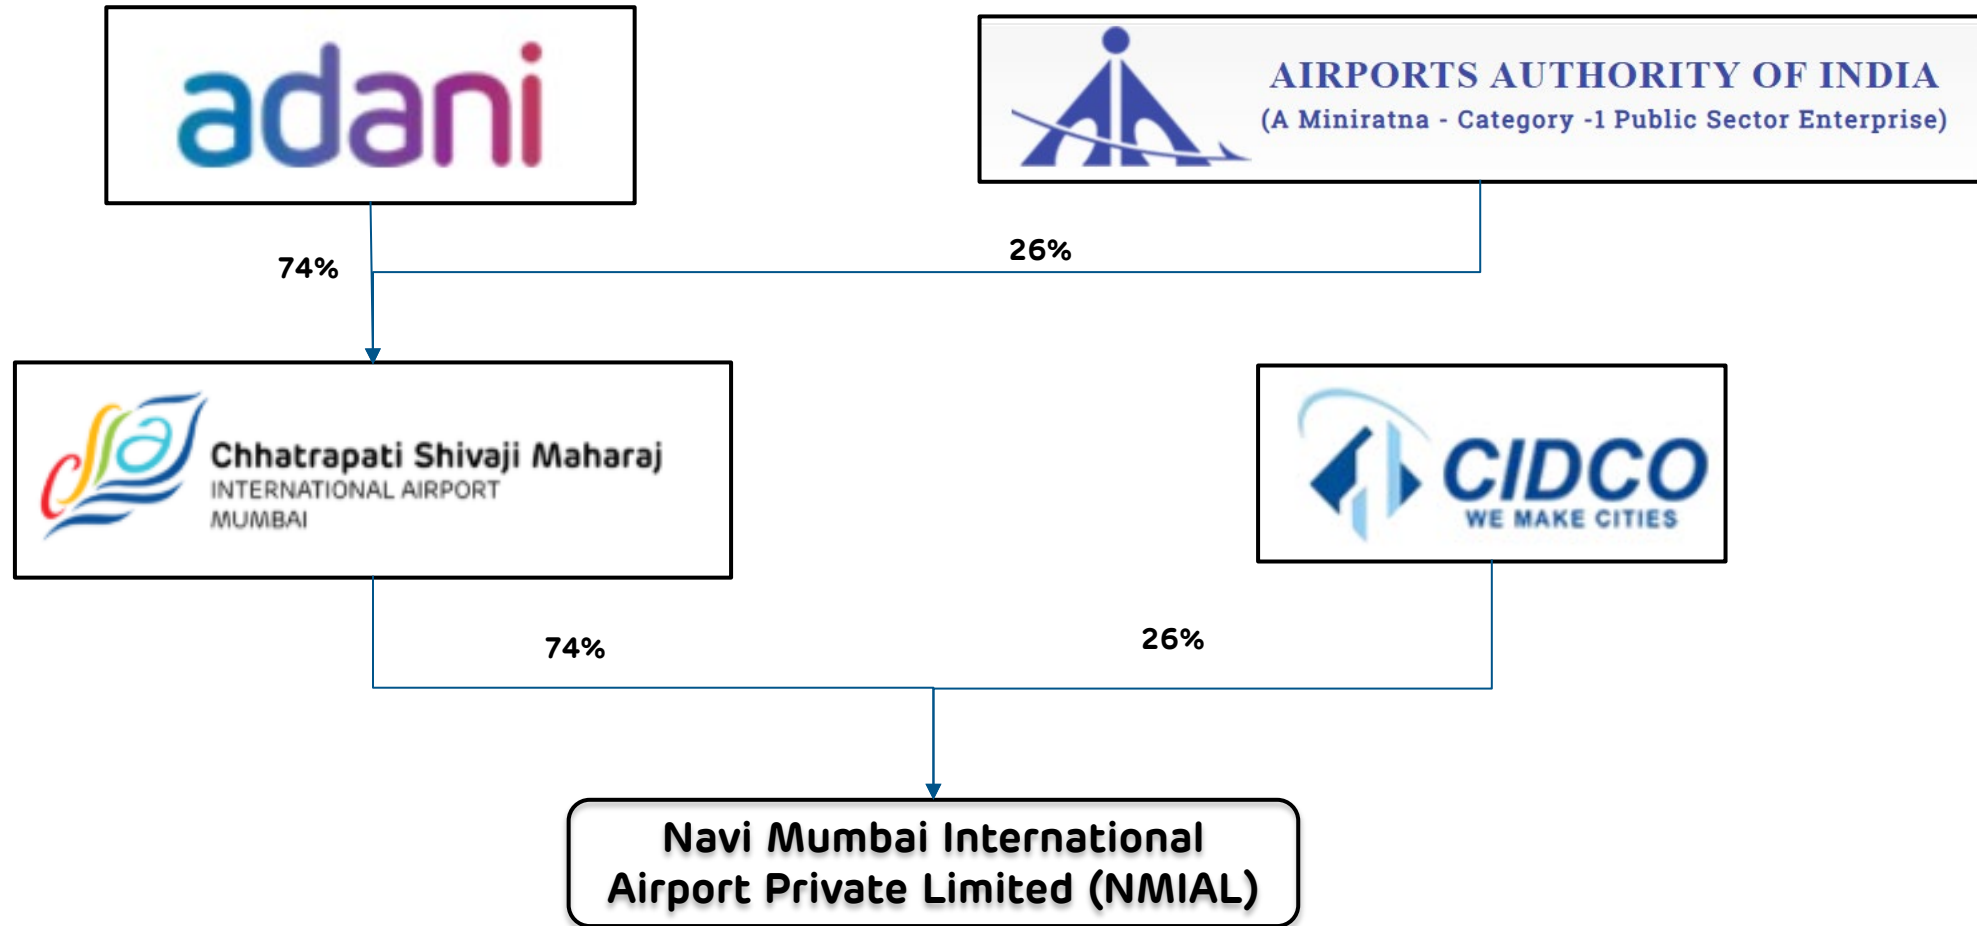 adani
AIRPORTS AUTHORITY OF INDIA
(A Miniratna - Category -1 Public Sector Enterprise)
74%
26%
Chhatrapati Shivaji Maharaj
INTERNATIONAL AIRPORT
MUMBAI
CIDCO
WE MAKE CITIES
74%
26%
Navi Mumbai International
Airport Private Limited (NMIAL)